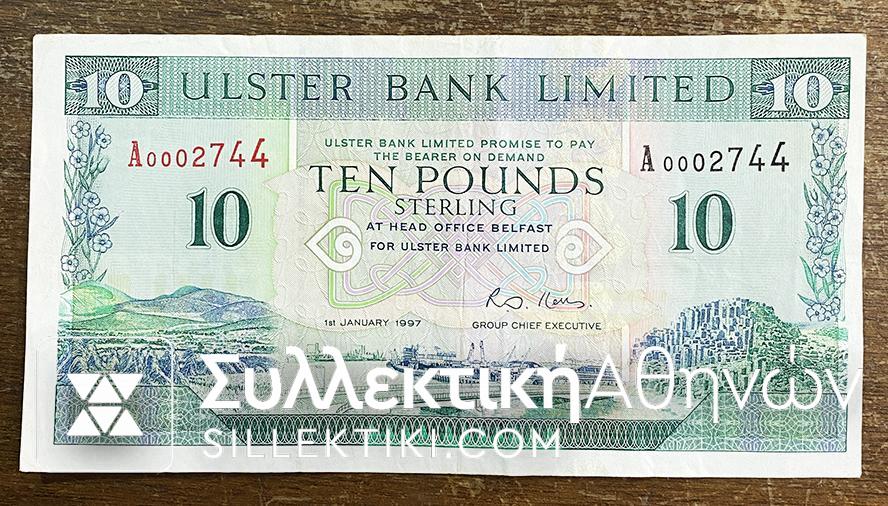 10 ULSTER BANK LIMITED 10
A0002744
A0002744
ULSTER BANK LIMITED PROMISE TO PAY
THE BEARER ON DEMAND
TEN POUNDS
STERLING
10
10
AT HEAD OFFICE BELFAST
FOR ULSTER BANK LIMITED
1st JANUARY 1997
GROUP CHIEF EXECUTIVE
ΣυλλεκτικήΑθηνών
SILLEKTIKI.COM